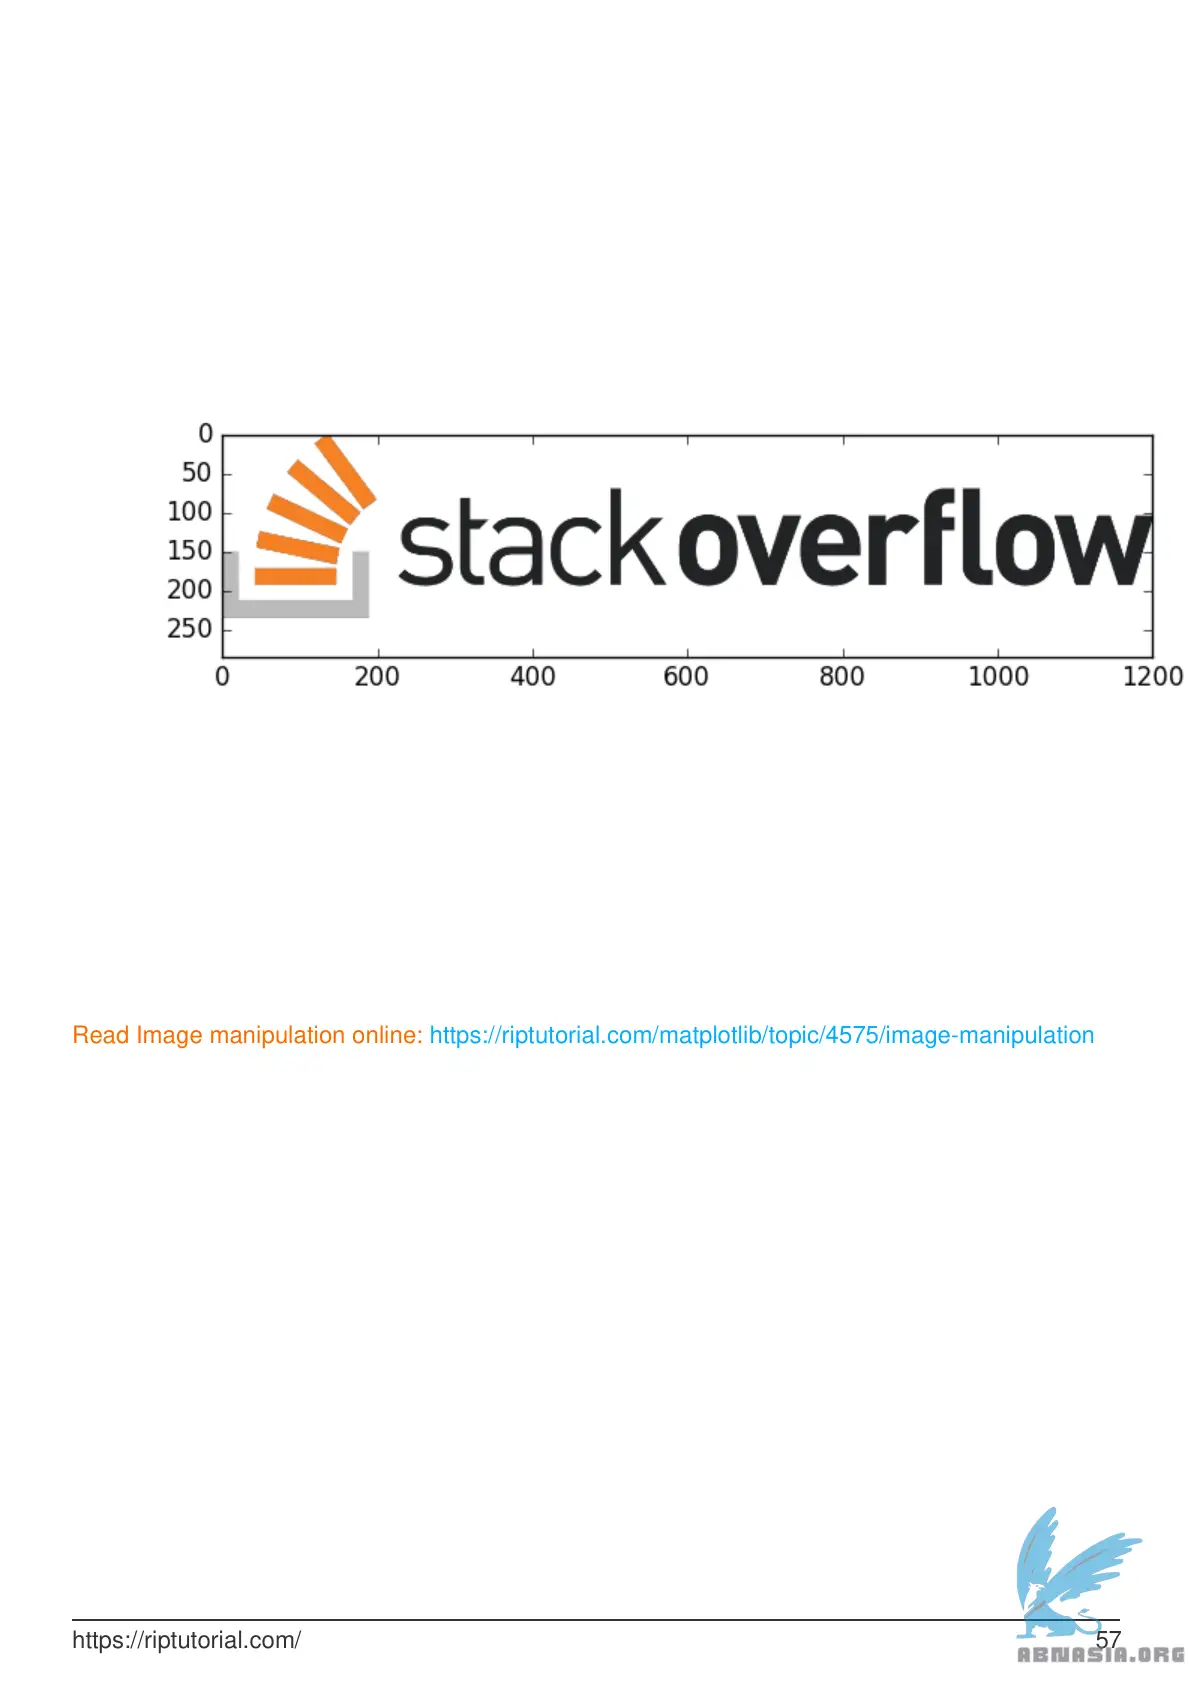 0
50
100
150
200
250
stackoverflow
0 200 400 600 800 1000 1200
Read Image manipulation online: https://riptutorial.com/matplotlib/topic/4575/image-manipulation
https://riptutorial.com/ 57
ABNASIA.ORG